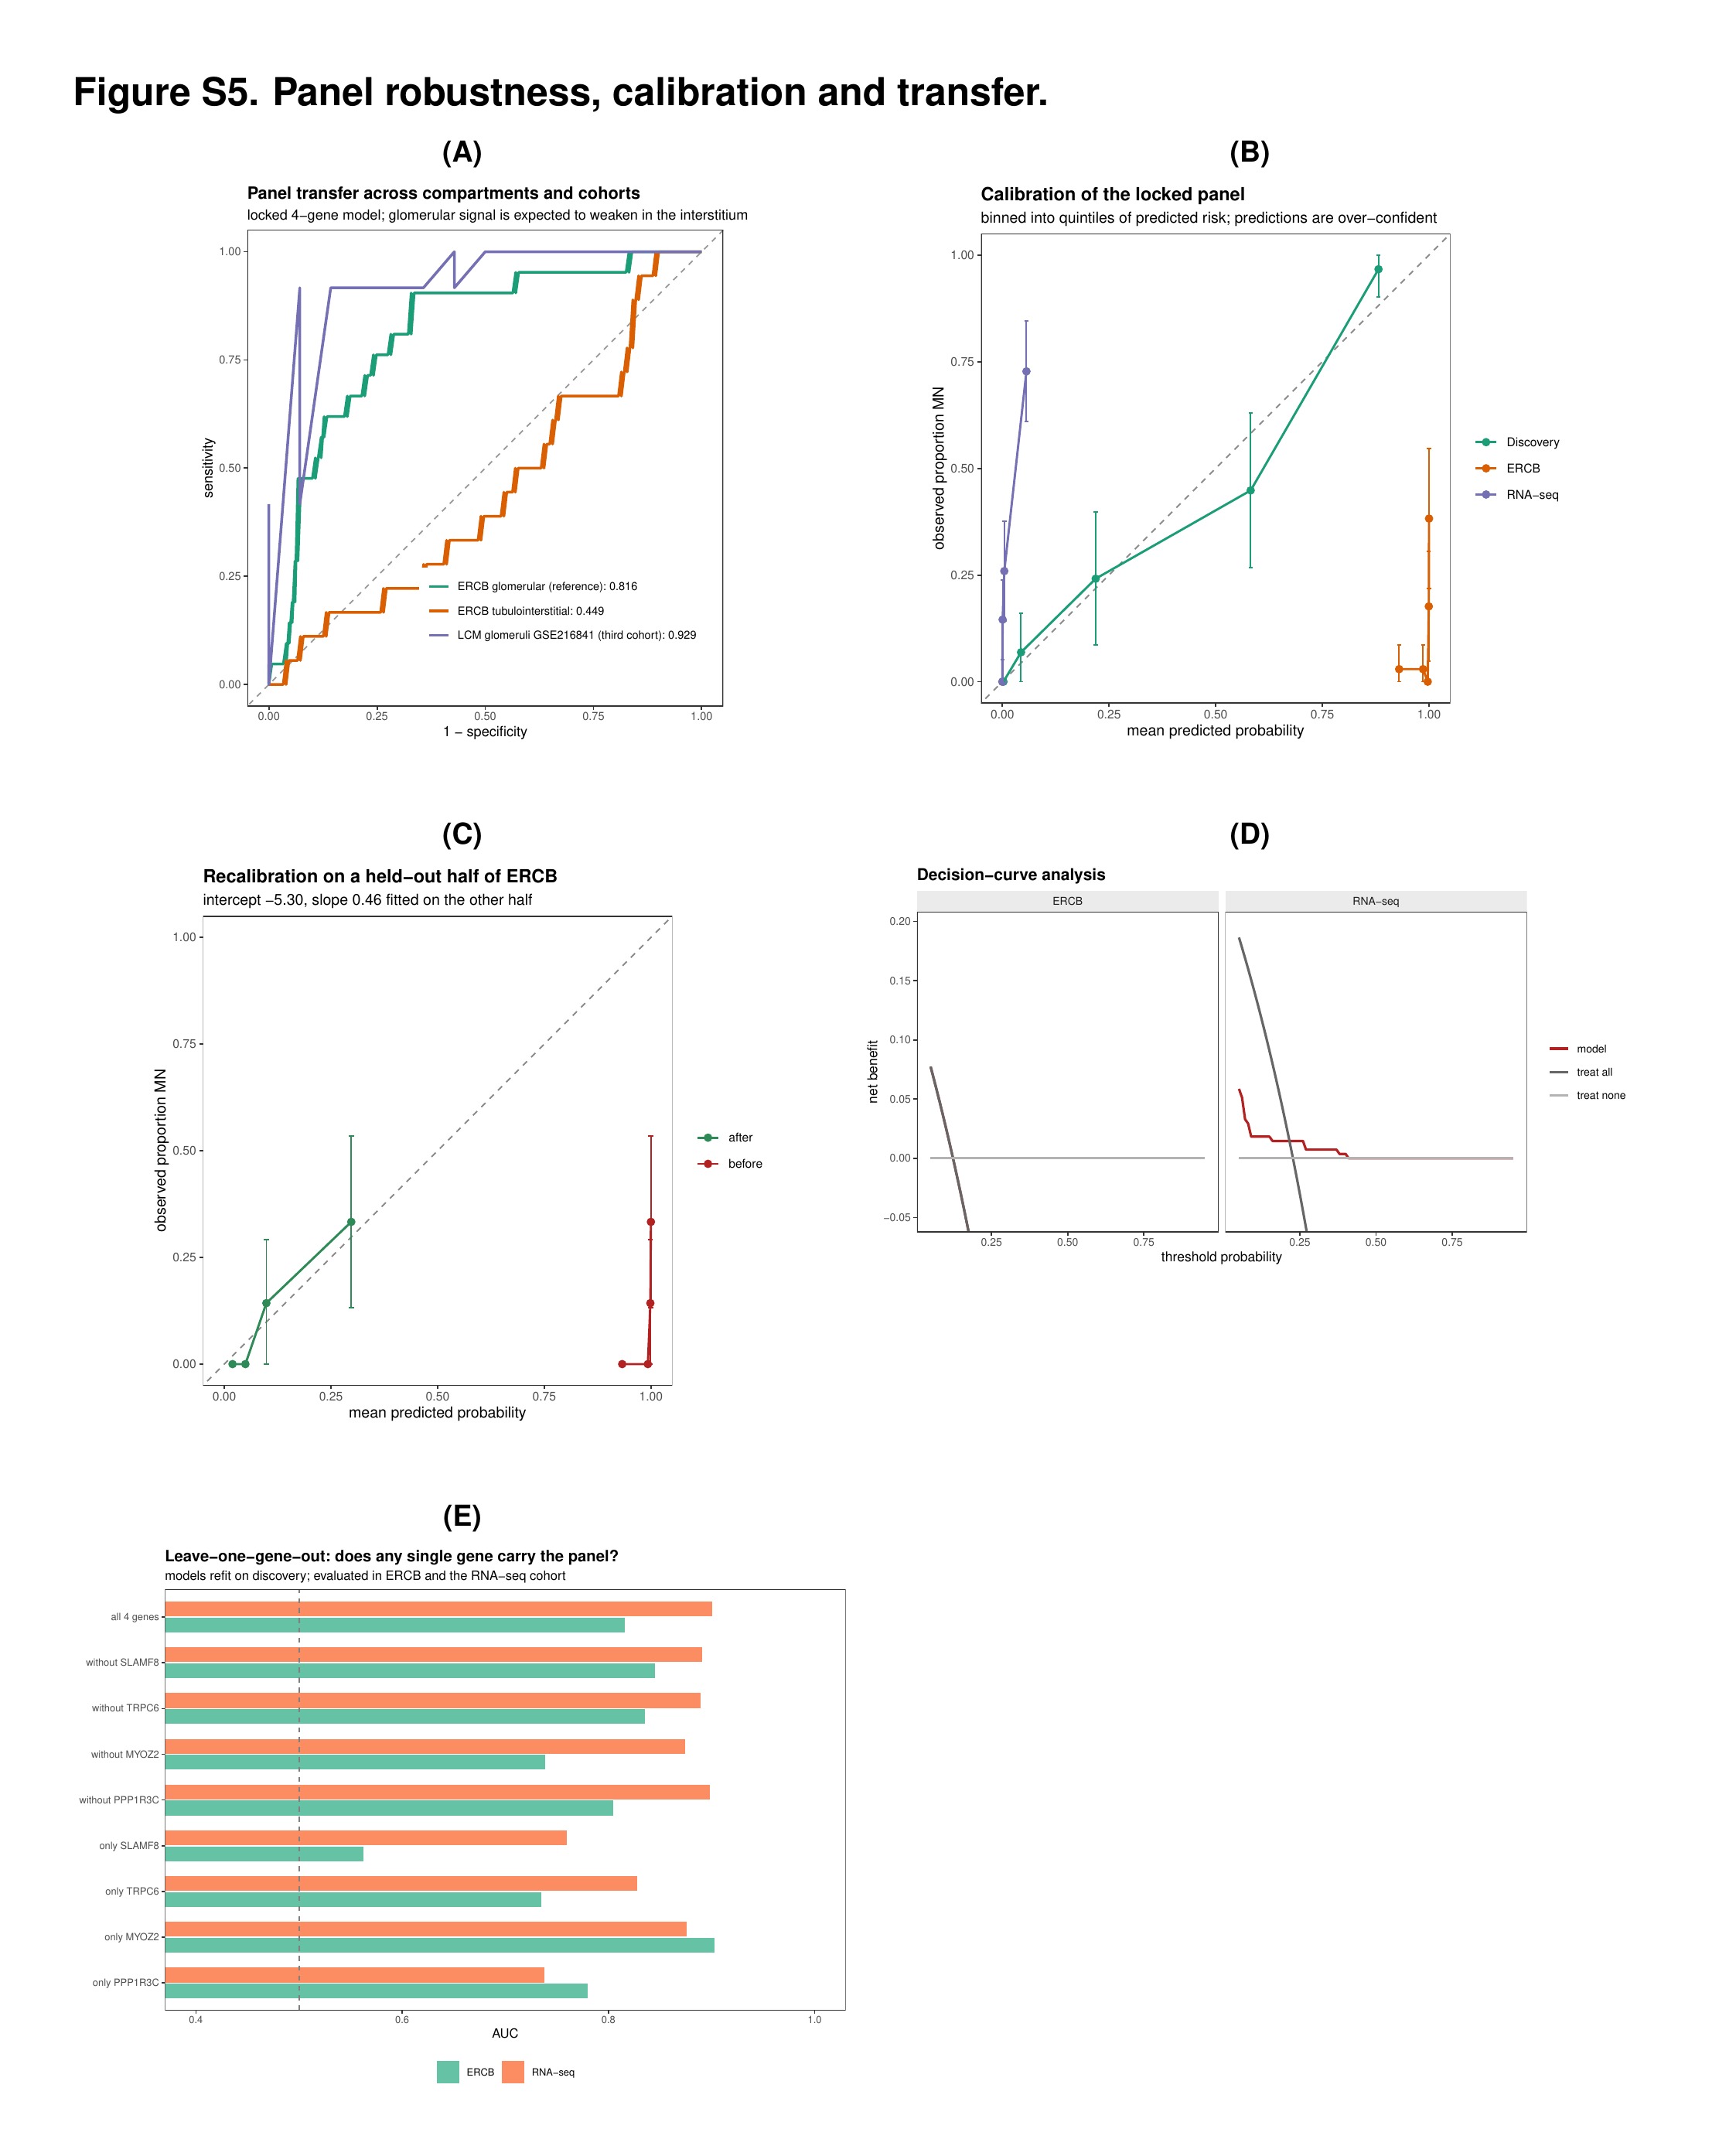 Figure S5. Panel robustness, calibration and transfer.
(A)
Panel transfer across compartments and cohorts
locked 4−gene model; glomerular signal is expected to weaken in the interstitium
1.00
0.75
0.50
0.25
0.00
sensitivity
ERCB glomerular (reference): 0.816
ERCB tubulointerstitial: 0.449
LCM glomeruli GSE216841 (third cohort): 0.929
0.00 0.25 0.50 0.75 1.00
1 − specificity
(B)
Calibration of the locked panel
binned into quintiles of predicted risk; predictions are over−confident
1.00
0.75
0.50
0.25
0.00
observed proportion MN
0.00 0.25 0.50 0.75 1.00
mean predicted probability
Discovery
ERCB
RNA−seq
(C)
Recalibration on a held−out half of ERCB
intercept −5.30, slope 0.46 fitted on the other half
1.00
0.75
0.50
0.25
0.00
observed proportion MN
0.00 0.25 0.50 0.75 1.00
mean predicted probability
after
before
(D)
Decision−curve analysis
ERCB RNA−seq
0.20
0.15
0.10
0.05
0.00
−0.05
net benefit
0.25 0.50 0.75 0.25 0.50 0.75
threshold probability
model
treat all
treat none
(E)
Leave−one−gene−out: does any single gene carry the panel?
models refit on discovery; evaluated in ERCB and the RNA−seq cohort
all 4 genes
without SLAMF8
without TRPC6
without MYOZ2
without PPP1R3C
only SLAMF8
only TRPC6
only MYOZ2
only PPP1R3C
0.4 0.6 0.8 1.0
AUC
ERCB RNA−seq